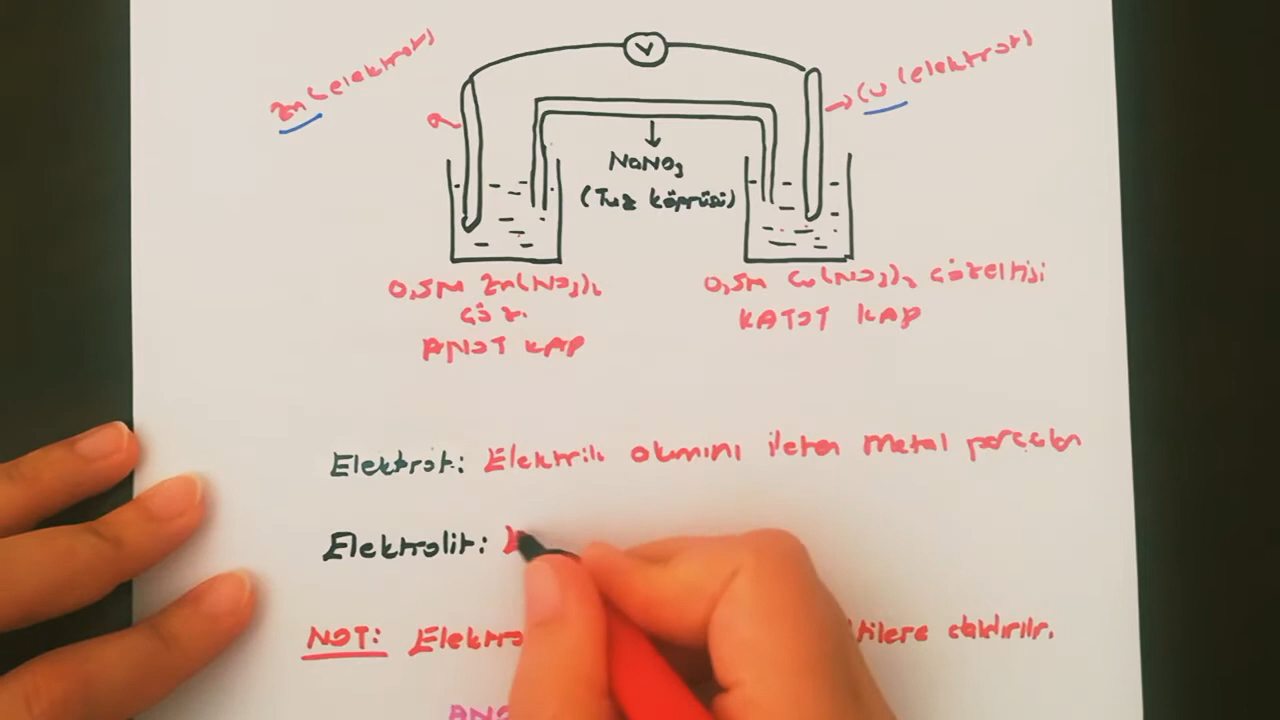 V
Zn (elektrot)
Cu (elektrot)
NaNO3
(Tuz köprüsü)
0,5M Zn(NO3)2
çöz.
ANOT KAP
0,5M Cu(NO3)2 çözeltisi
KATOT KAP
Elektrot: Elektrik akımını ileten metal parçaları
Elektrolit:
NOT: Elektro
daldırılır.